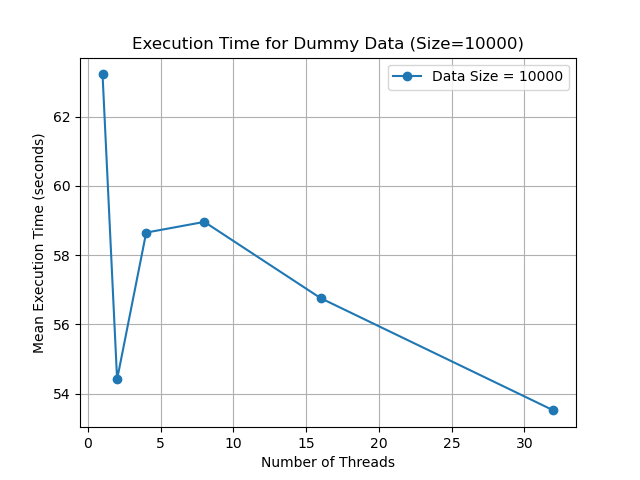 Execution Time for Dummy Data (Size=10000)
Data Size = 10000
Mean Execution Time (seconds)
62
60
58
56
54
0 5 10 15 20 25 30
Number of Threads